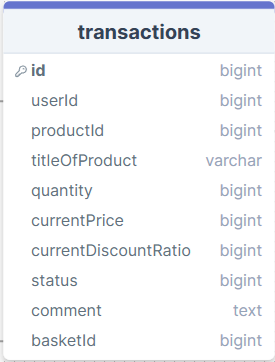 transactions
id bigint
userId bigint
productId bigint
titleOfProduct varchar
quantity bigint
currentPrice bigint
currentDiscountRatio bigint
status bigint
comment text
basketId bigint